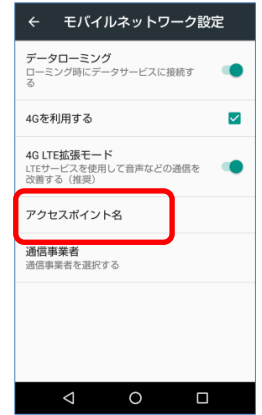 モバイルネットワーク設定
データローミング
ローミング時にデータサービスに接続す
る
4Gを利用する
4G LTE拡張モード
LTEサービスを使用して音声などの通信を
改善する（推奨）
アクセスポイント名
通信事業者
通信事業者を選択する